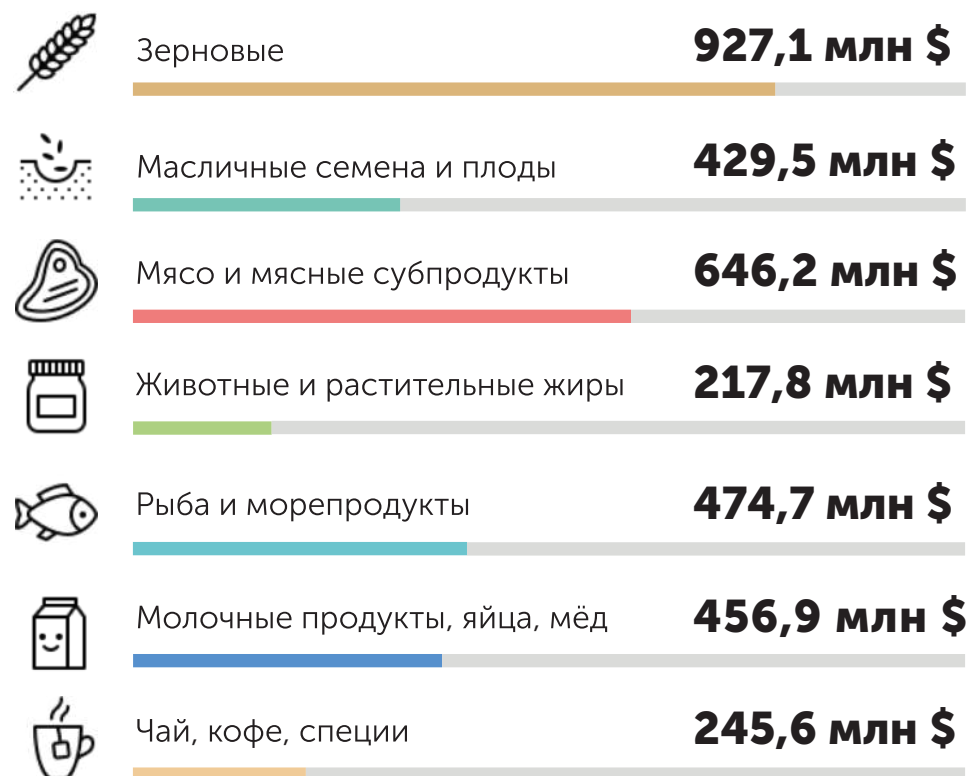 Зерновые 927,1 млн $
Масличные семена и плоды 429,5 млн $
Мясо и мясные субпродукты 646,2 млн $
Животные и растительные жиры 217,8 млн $
Рыба и морепродукты 474,7 млн $
Молочные продукты, яйца, мёд 456,9 млн $
Чай, кофе, специи 245,6 млн $